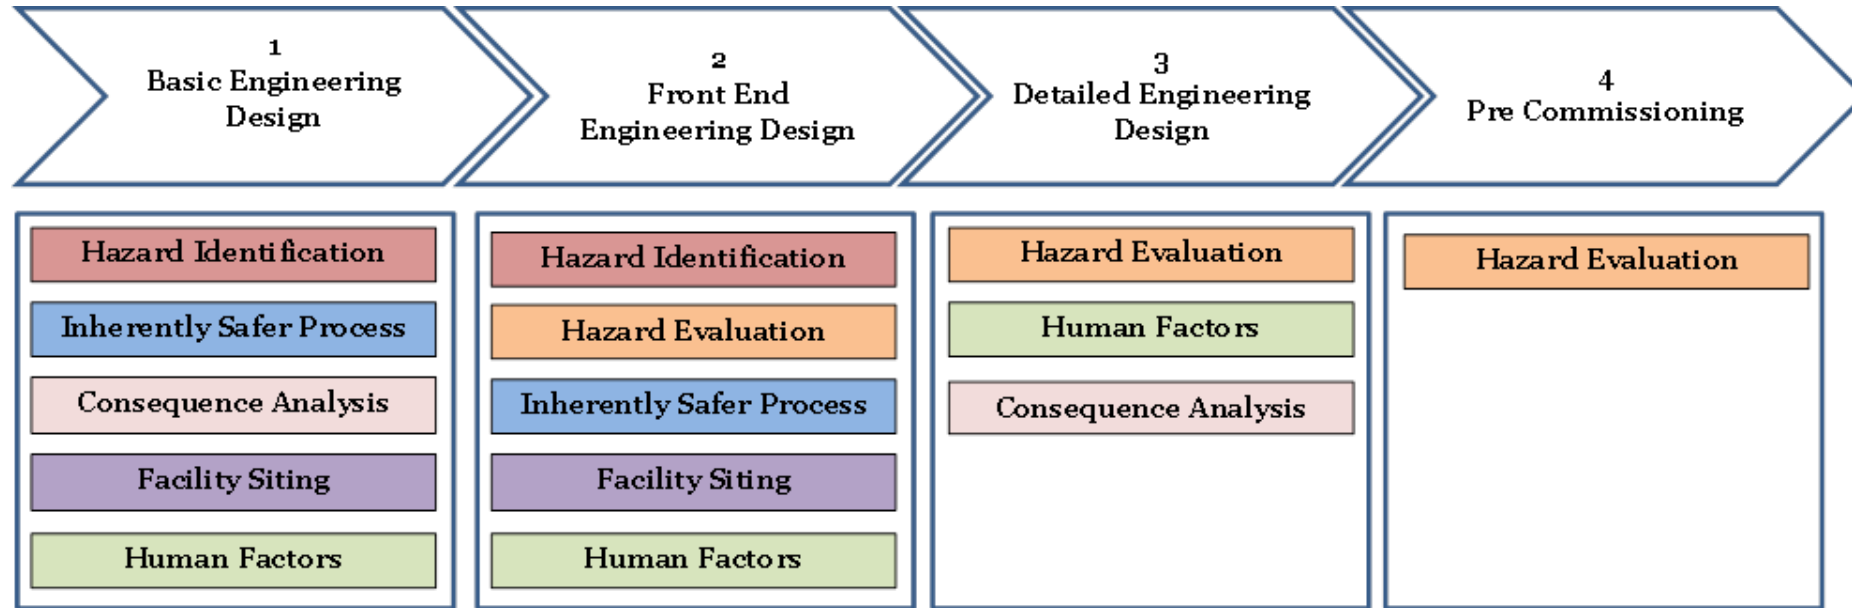 1
Basic Engineering
Design
2
Front End
Engineering Design
3
Detailed Engineering
Design
4
Pre Commissioning
Hazard Identification
Inherently Safer Process
Consequence Analysis
Facility Siting
Human Factors
Hazard Identification
Hazard Evaluation
Inherently Safer Process
Facility Siting
Human Factors
Hazard Evaluation
Human Factors
Consequence Analysis
Hazard Evaluation